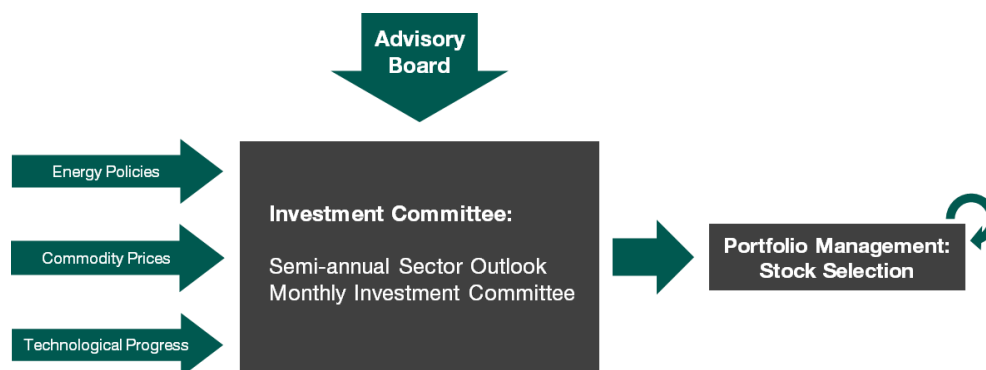 Advisory
Board
Energy Policies
Commodity Prices
Technological Progress
Investment Committee:
Semi-annual Sector Outlook
Monthly Investment Committee
Portfolio Management:
Stock Selection